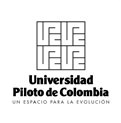 Universidad
Piloto de Colombia
UN ESPACIO PARA LA EVOLUCIÓN